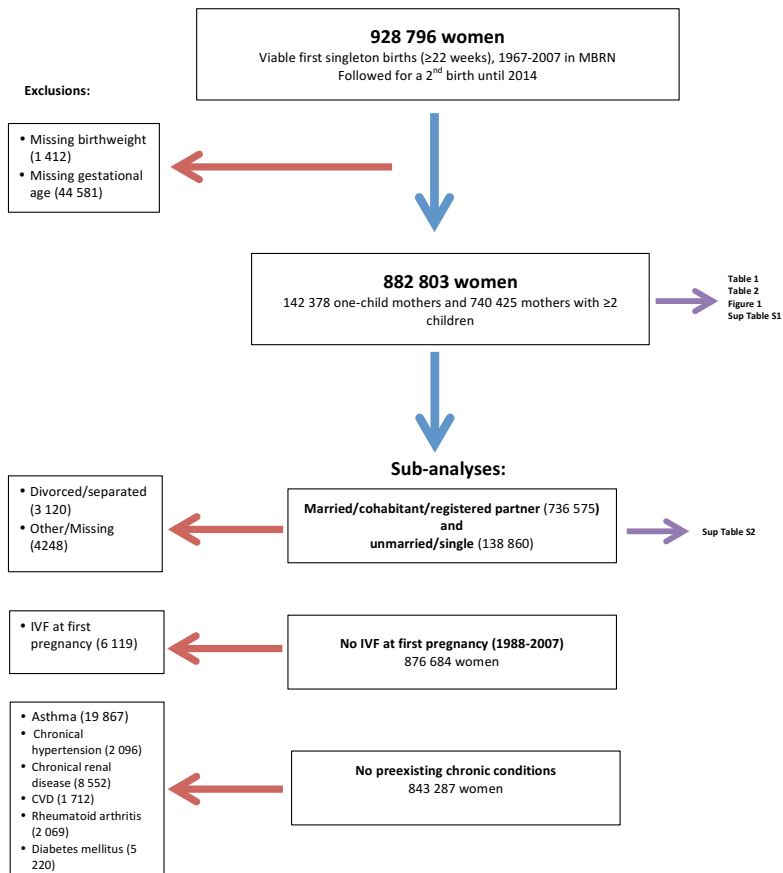 928 796 women
Viable first singleton births (≥22 weeks), 1967-2007 in MBRN
Followed for a 2nd birth until 2014
Exclusions:
• Missing birthweight
(1 412)
• Missing gestational
age (44 581)
882 803 women
142 378 one-child mothers and 740 425 mothers with ≥2
children
Table 1
Table 2
Figure 1
Sup Table S1
Sub-analyses:
• Divorced/separated
(3 120)
• Other/Missing
(4248)
Married/cohabitant/registered partner (736 575)
and
unmarried/single (138 860)
Sup Table S2
• IVF at first
pregnancy (6 119)
No IVF at first pregnancy (1988-2007)
876 684 women
• Asthma (19 867)
• Chronical
hypertension (2 096)
• Chronical renal
disease (8 552)
• CVD (1 712)
• Rheumatoid arthritis
(2 069)
• Diabetes mellitus (5
220)
No preexisting chronic conditions
843 287 women